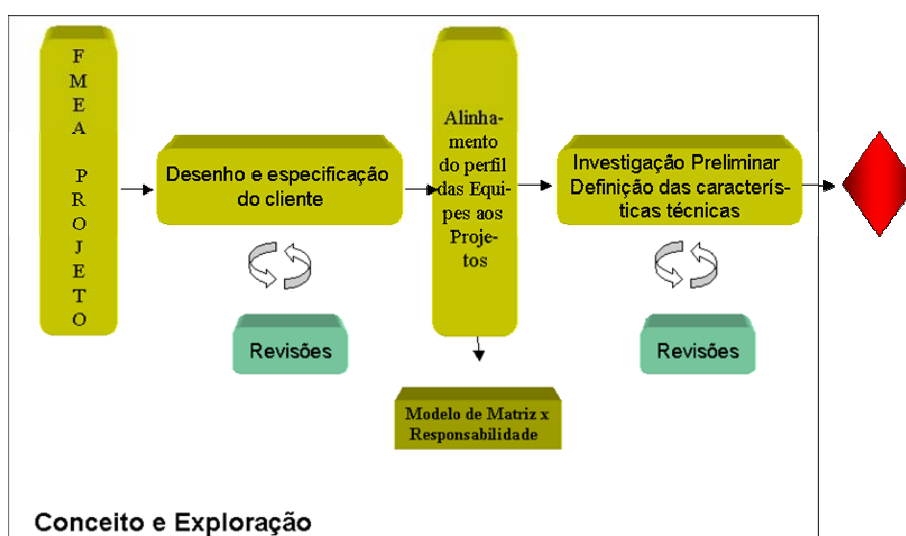 F
M
E
A
P
R
O
J
E
T
O
Desenho e especificação
do cliente
Revisões
Alinha-
mento
do perfil
das Equi-
pes aos
Proje-
tos
Modelo de Matriz x
Responsabilidade
Investigação Preliminar
Definição das caracterís-
ticas técnicas
Revisões
Conceito e Exploração